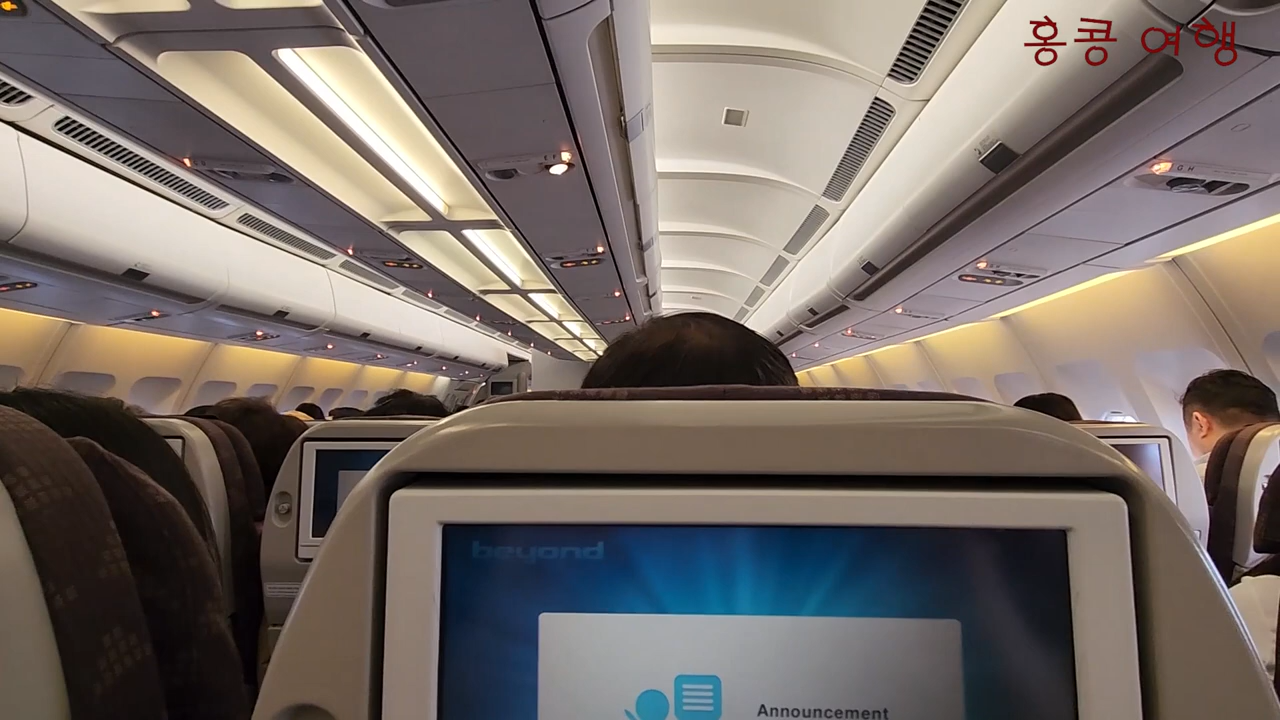 홍콩 여행
beyond
Announcement